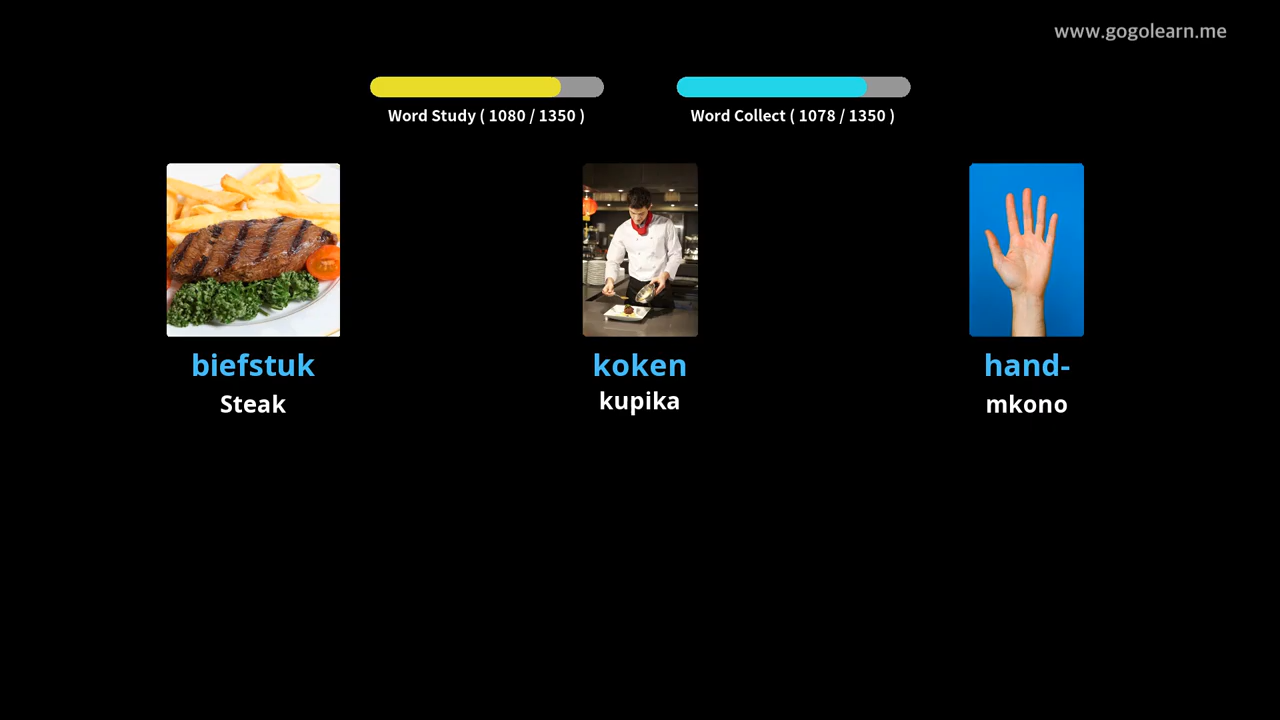 www.gogolearn.me
Word Study ( 1080 / 1350 )
Word Collect ( 1078 / 1350 )
biefstuk
Steak
koken
kupika
hand-
mkono